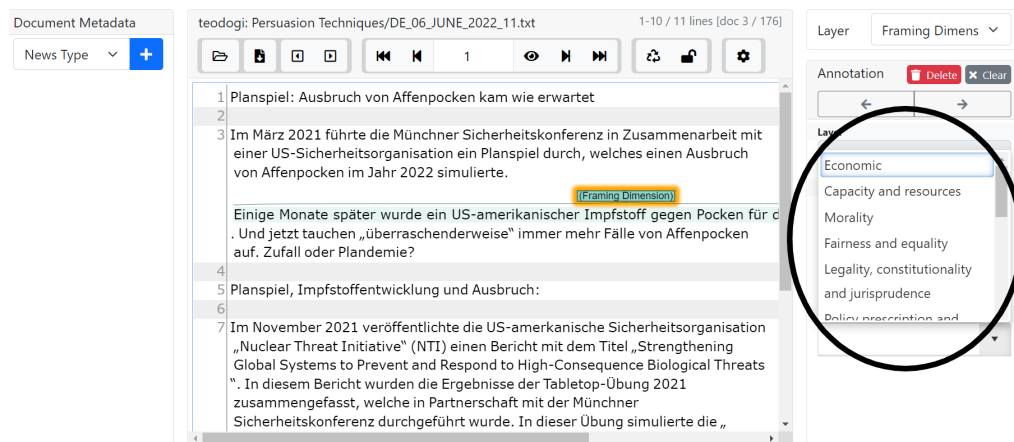 Document Metadata
News Type
+
teodogi: Persuasion Techniques/DE_06_JUNE_2022_11.txt
1-10 / 11 lines [doc 3 / 176]
1
1 Planspiel: Ausbruch von Affenpocken kam wie erwartet
2
3 Im März 2021 führte die Münchner Sicherheitskonferenz in Zusammenarbeit mit
einer US-Sicherheitsorganisation ein Planspiel durch, welches einen Ausbruch
von Affenpocken im Jahr 2022 simulierte.
(Framing Dimension)
Einige Monate später wurde ein US-amerikanischer Impfstoff gegen Pocken für d
. Und jetzt tauchen „überraschenderweise“ immer mehr Fälle von Affenpocken
auf. Zufall oder Plandemie?
4
5 Planspiel, Impfstoffentwicklung und Ausbruch:
6
7 Im November 2021 veröffentlichte die US-amerkanische Sicherheitsorganisation
„Nuclear Threat Initiative“ (NTI) einen Bericht mit dem Titel „Strengthening
Global Systems to Prevent and Respond to High-Consequence Biological Threats
“. In diesem Bericht wurden die Ergebnisse der Tabletop-Übung 2021
zusammengefasst, welche in Partnerschaft mit der Münchner
Sicherheitskonferenz durchgeführt wurde. In dieser Übung simulierte die „
Layer
Framing Dimens
Annotation
Delete
Clear
Layer
Economic
Capacity and resources
Morality
Fairness and equality
Legality, constitutionality
and jurisprudence
Policy prescription and